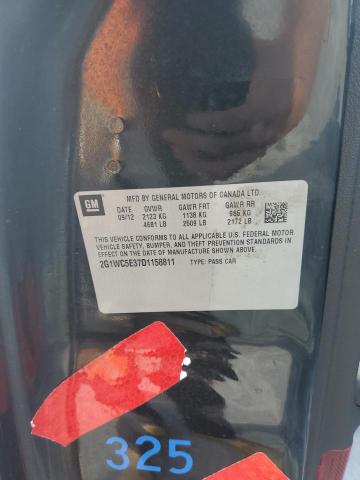 GM
MFD BY GENERAL MOTORS OF CANADA LTD.
DATE GVWR GAWR FRT GAWR RR
09/12 2123 KG 1138 KG 985 KG
4681 LB 2509 LB 2172 LB
THIS VEHICLE CONFORMS TO ALL APPLICABLE U.S. FEDERAL MOTOR
VEHICLE SAFETY, BUMPER, AND THEFT PREVENTION STANDARDS IN
EFFECT ON THE DATE OF MANUFACTURE SHOWN ABOVE.
2G1WC5E37D1158811 TYPE: PASS CAR
325